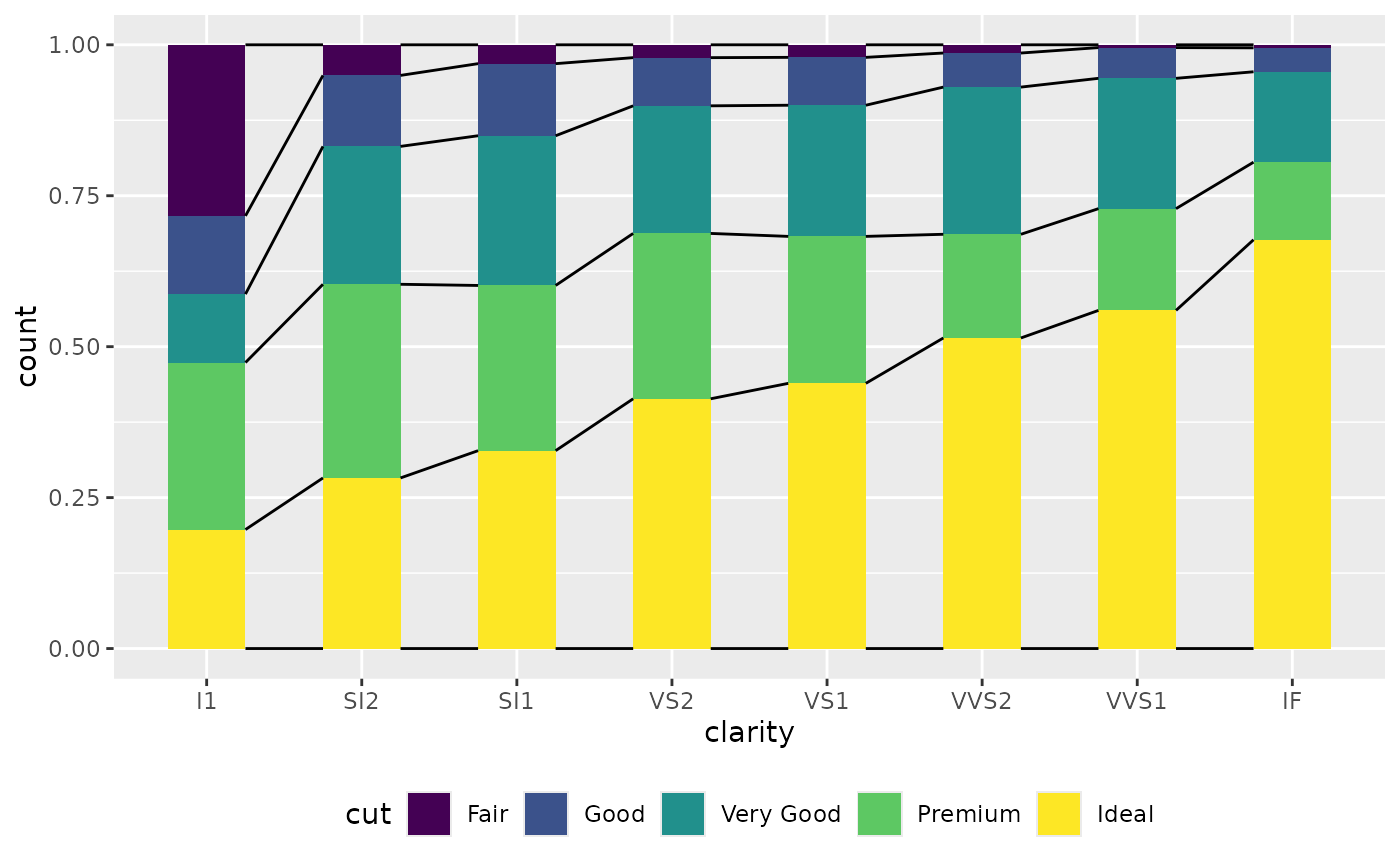 1.00
0.75
0.50
0.25
0.00
count
I1 SI2 SI1 VS2 VS1 VVS2 VVS1 IF
clarity
cut Fair Good Very Good Premium Ideal